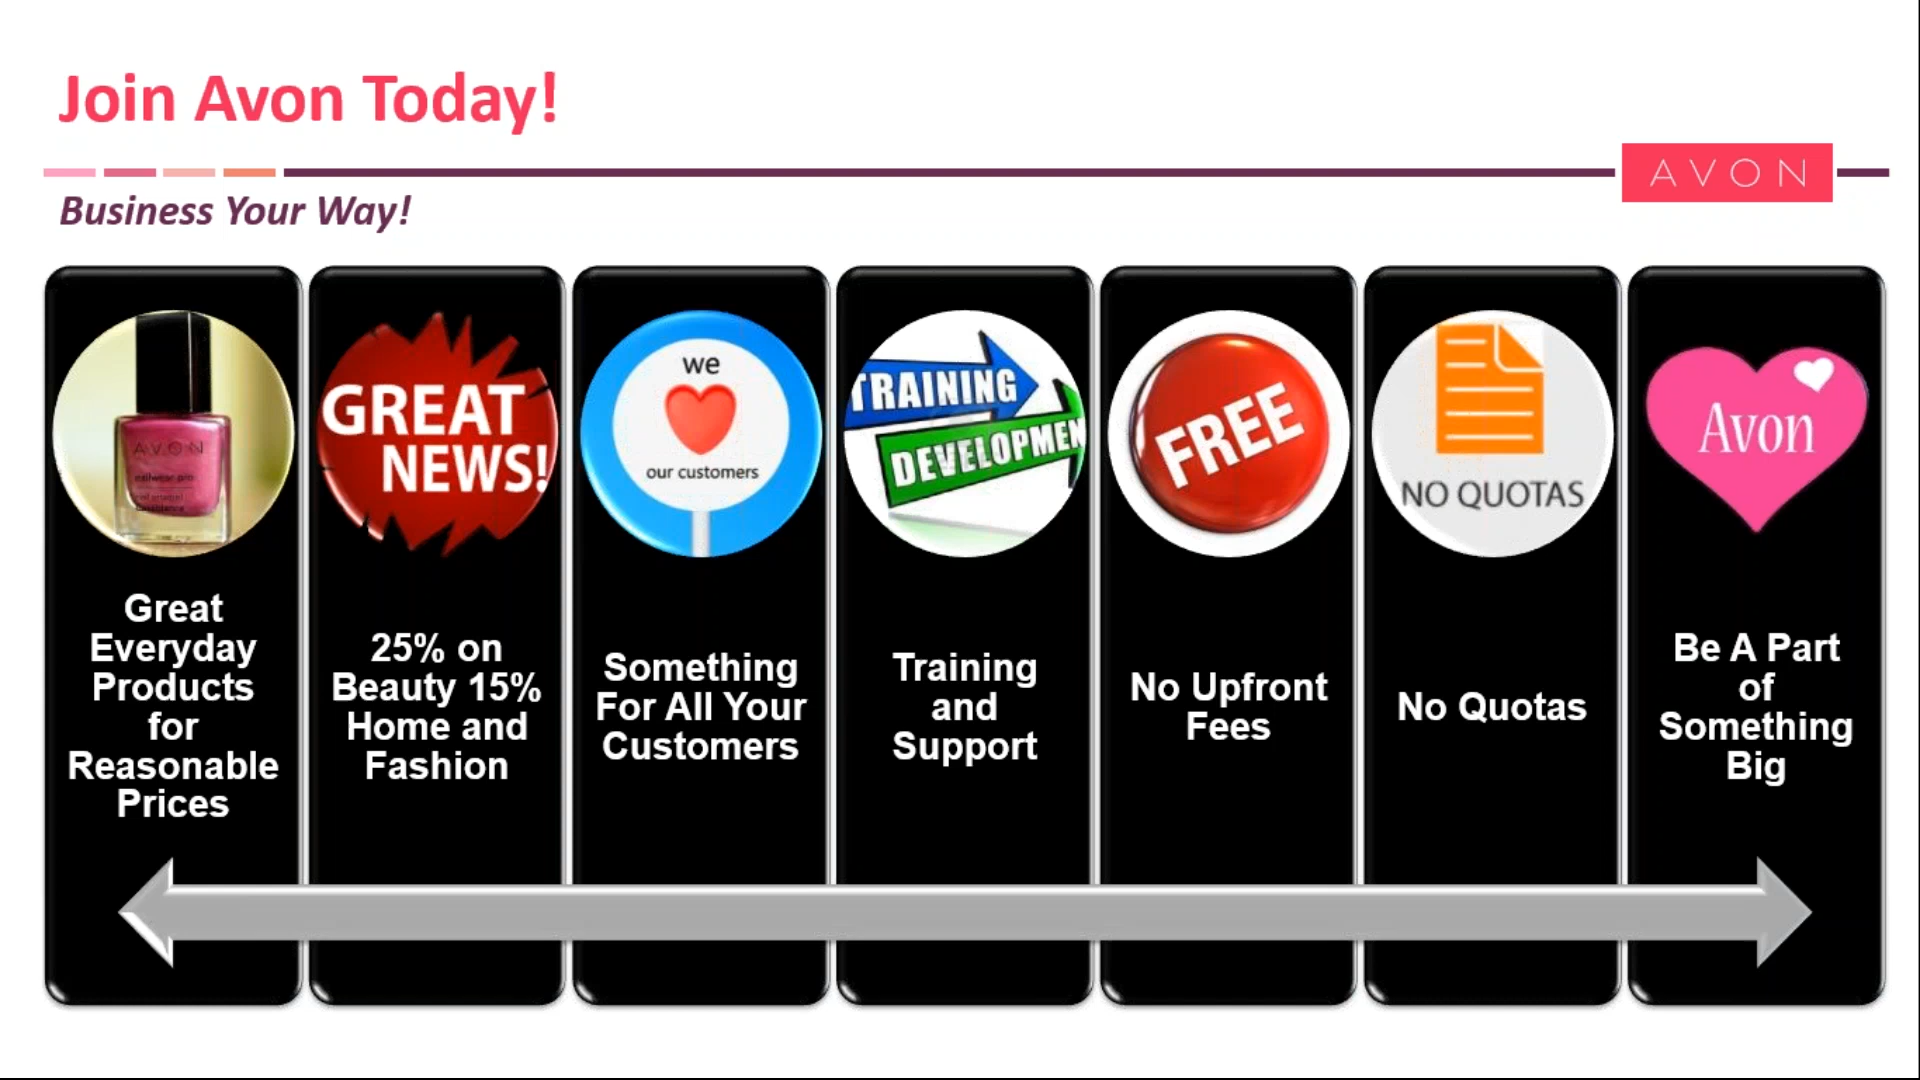 Join Avon Today!
AVON
Business Your Way!
AVON
nailwear pro
GREAT
NEWS!
we
our customers
TRAINING
DEVELOPMEN
FREE
NO QUOTAS
Avon
Great
Everyday
Products
for
Reasonable
Prices
25% on
Beauty 15%
Home and
Fashion
Something
For All Your
Customers
Training
and
Support
No Upfront
Fees
No Quotas
Be A Part
of
Something
Big